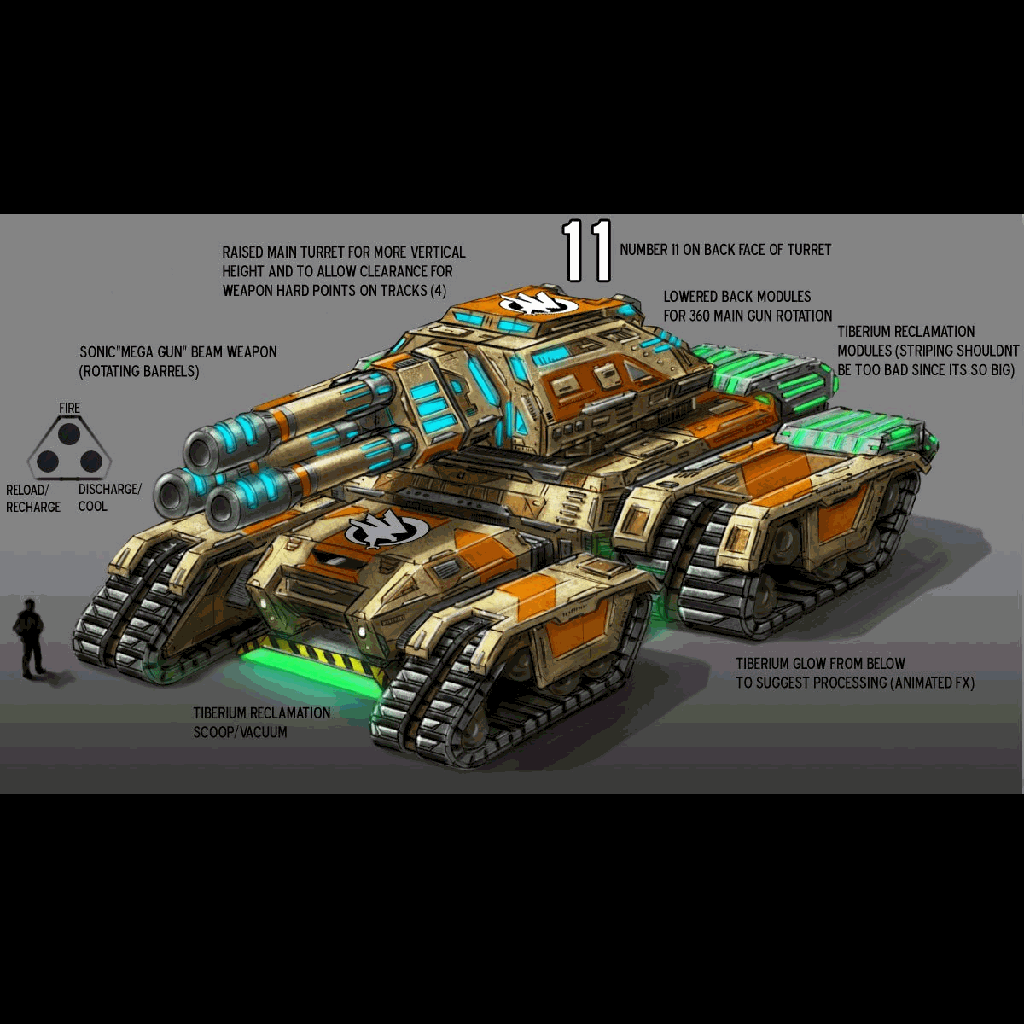 11
NUMBER 11 ON BACK FACE OF TURRET
RAISED MAIN TURRET FOR MORE VERTICAL
HEIGHT AND TO ALLOW CLEARANCE FOR
WEAPON HARD POINTS ON TRACKS (4)
LOWERED BACK MODULES
FOR 360 MAIN GUN ROTATION
TIBERIUM RECLAMATION
MODULES (STRIPING SHOULDNT
BE TOO BAD SINCE ITS SO BIG)
SONIC"MEGA GUN" BEAM WEAPON
(ROTATING BARRELS)
FIRE
RELOAD/
RECHARGE
DISCHARGE/
COOL
TIBERIUM GLOW FROM BELOW
TO SUGGEST PROCESSING (ANIMATED FX)
TIBERIUM RECLAMATION
SCOOP/VACUUM